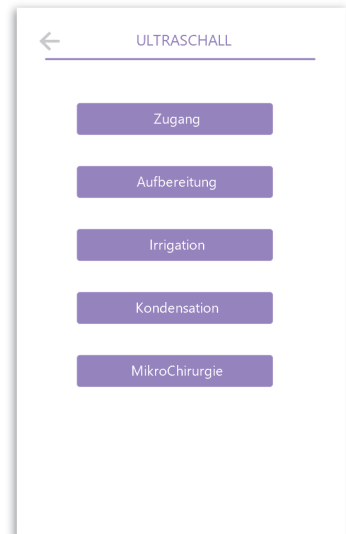 ULTRASCHALL
Zugang
Aufbereitung
Irrigation
Kondensation
MikroChirurgie